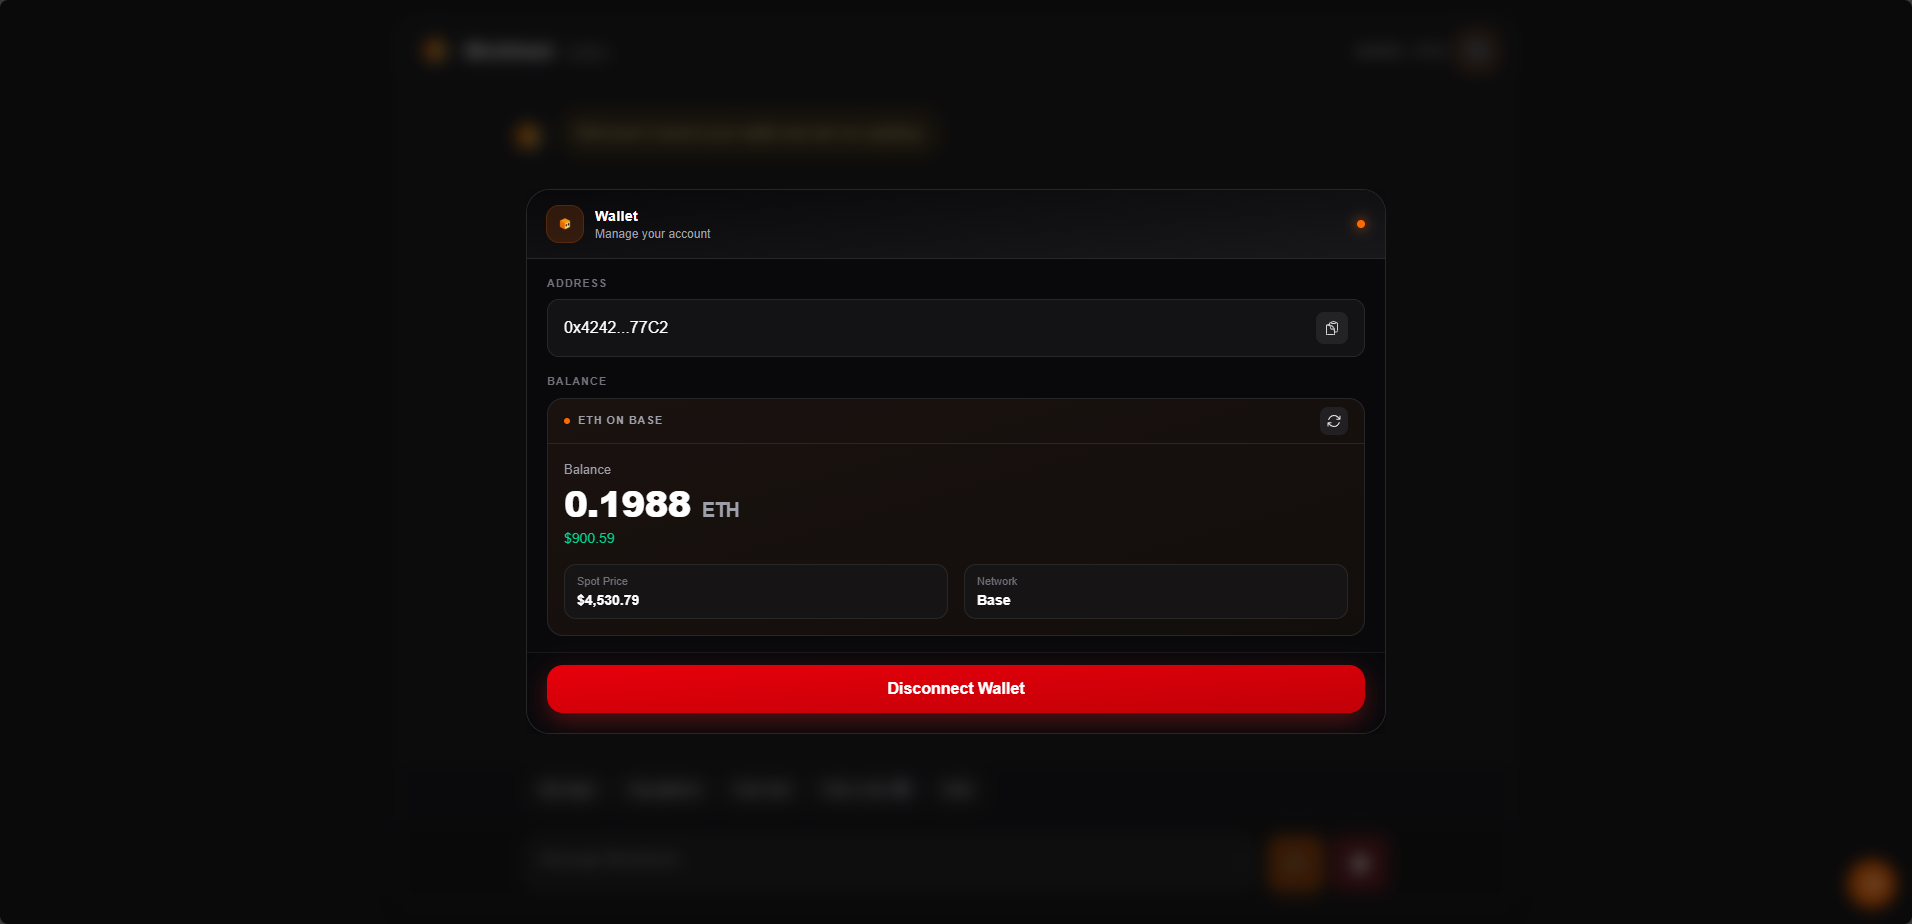 Wallet
Manage your account
ADDRESS
0x4242...77C2
BALANCE
ETH ON BASE
Balance
0.1988 ETH
$900.59
Spot Price
$4,530.79
Network
Base
Disconnect Wallet